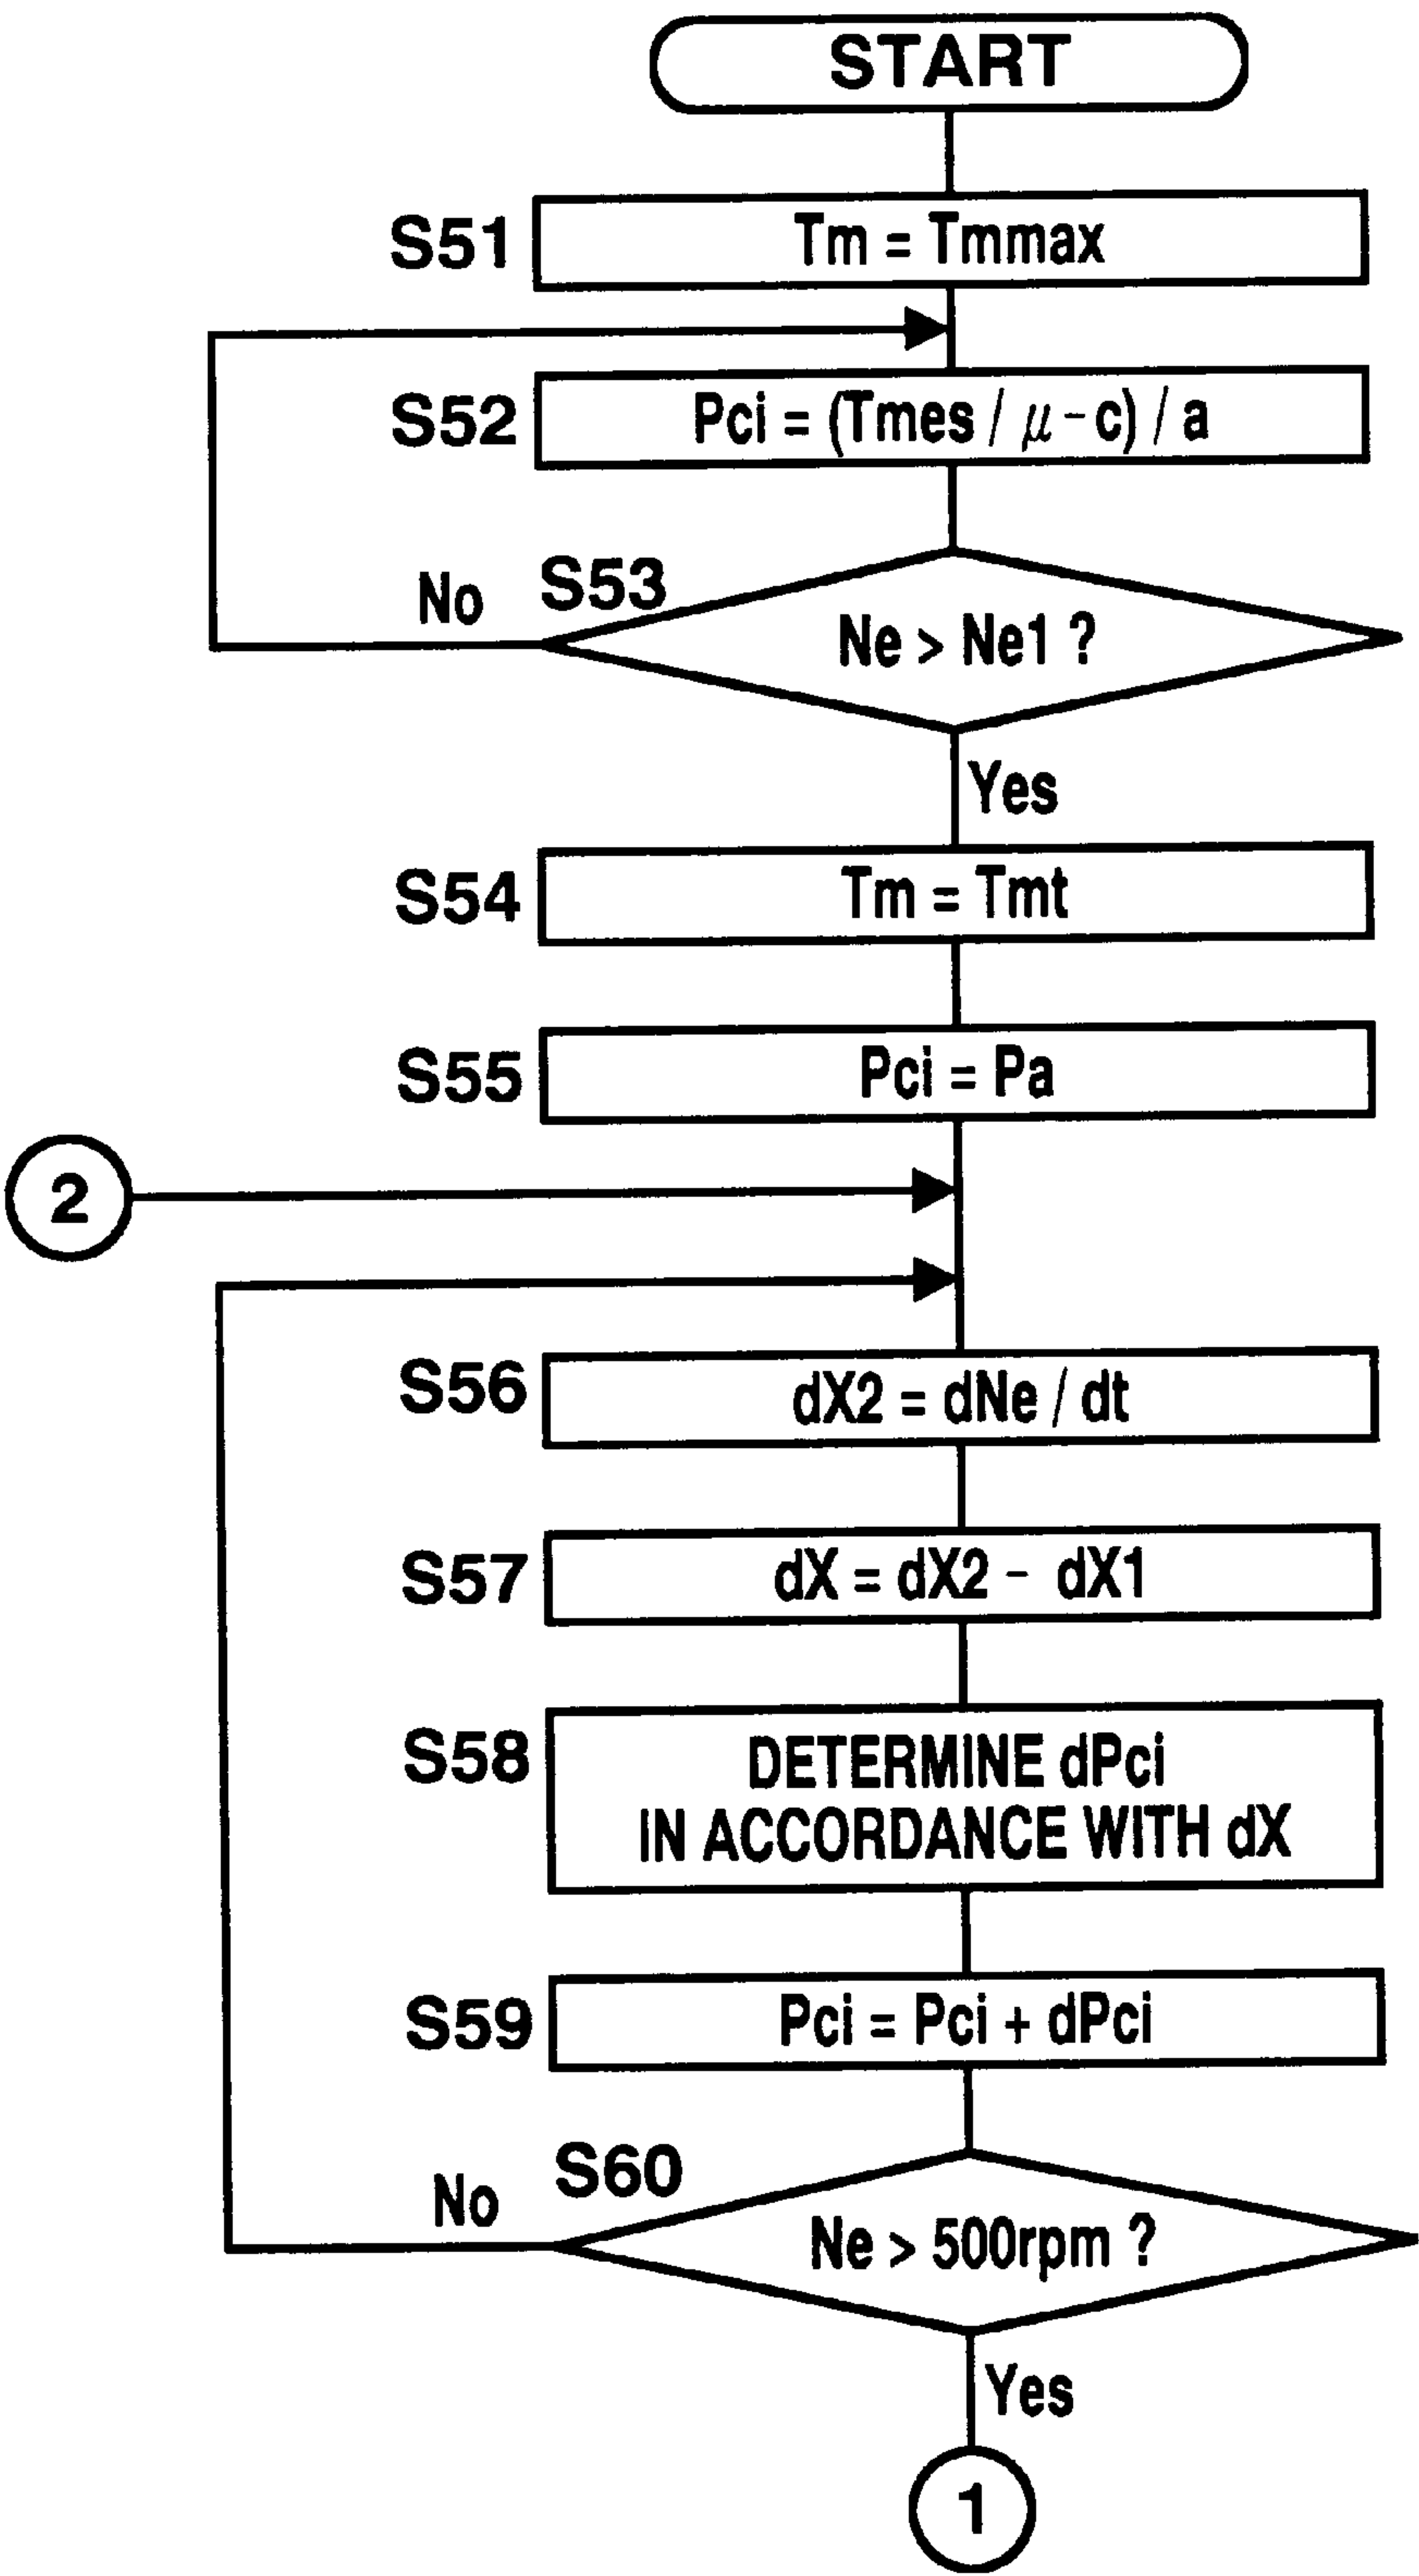 START
S51
Tm = Tmmax
S52
Pci = (Tmes / μ - c) / a
No
S53
Ne > Ne1 ?
Yes
S54
Tm = Tmt
S55
Pci = Pa
2
S56
dX2 = dNe / dt
S57
dX = dX2 - dX1
S58
DETERMINE dPci
IN ACCORDANCE WITH dX
S59
Pci = Pci + dPci
No
S60
Ne > 500rpm ?
Yes
1